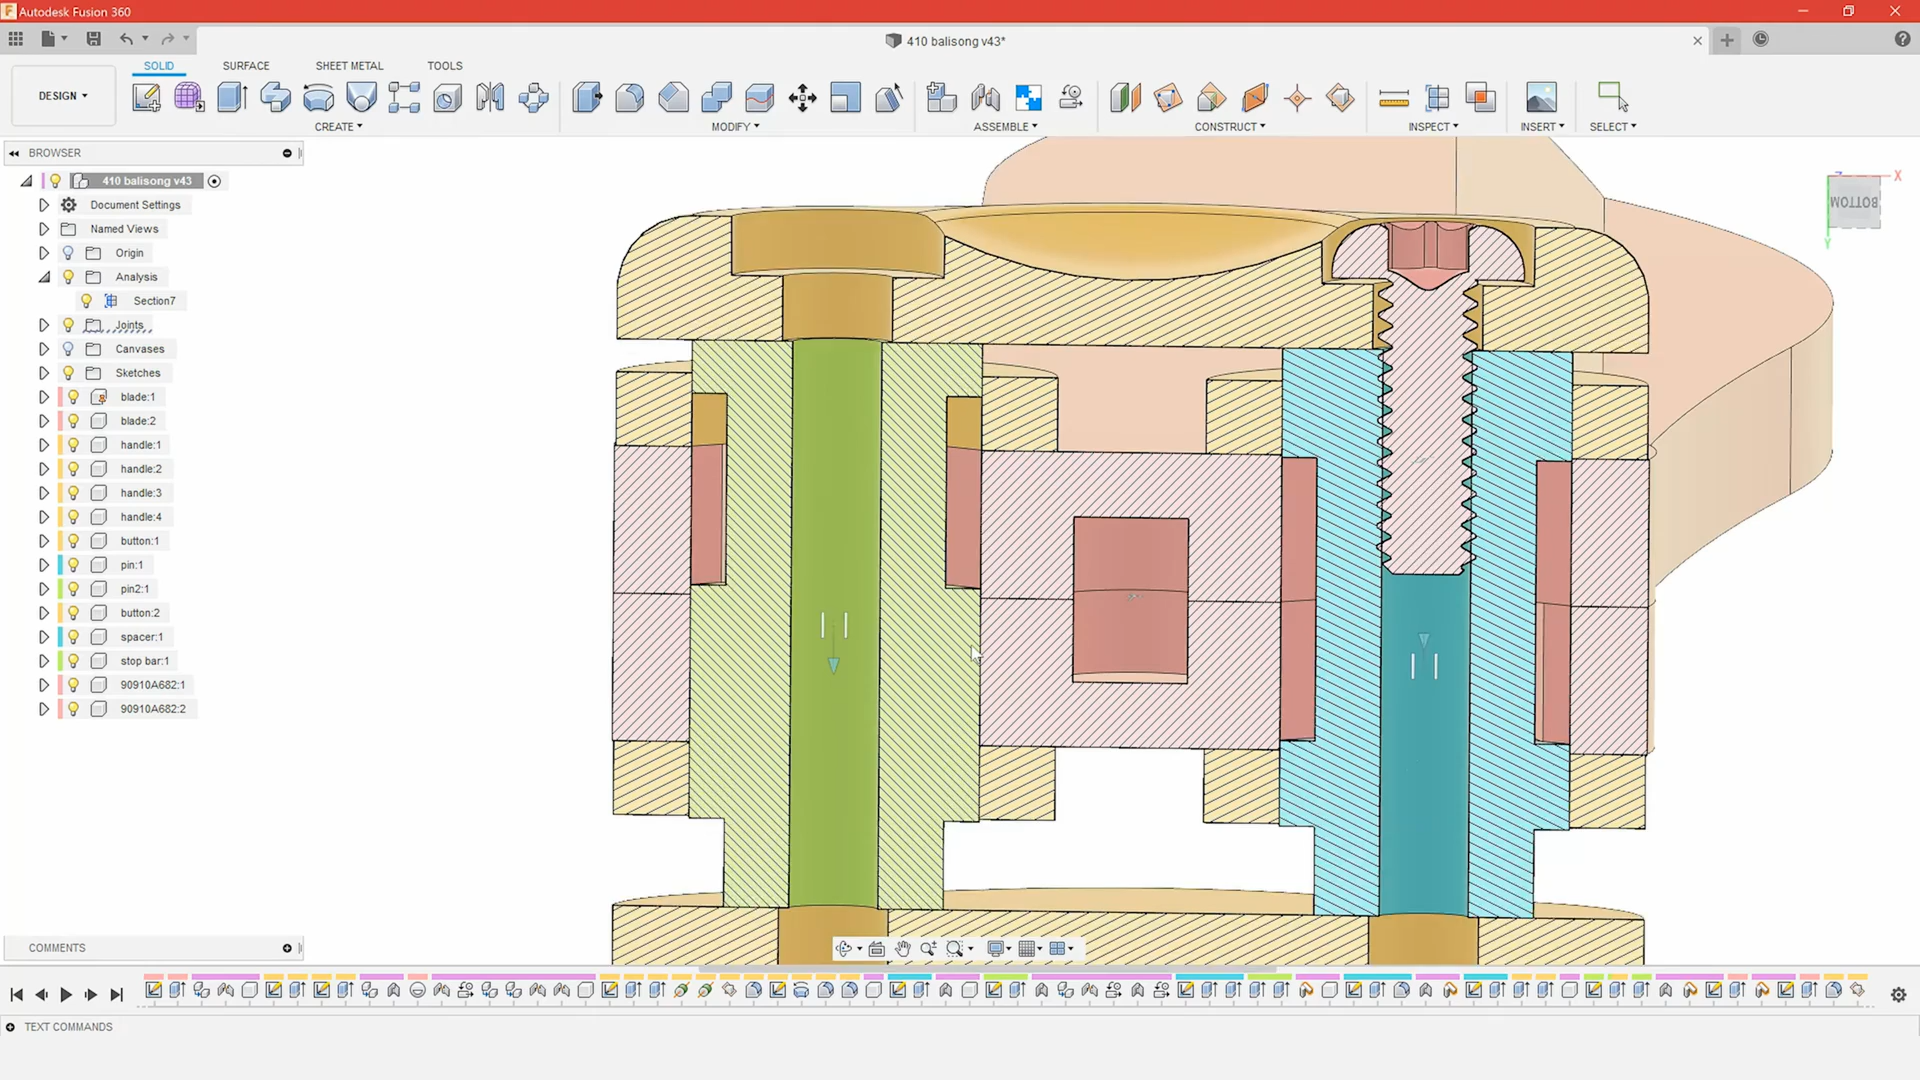 Autodesk Fusion 360
410 balisong v43*
DESIGN
SOLID
SURFACE
SHEET METAL
TOOLS
CREATE
MODIFY
ASSEMBLE
CONSTRUCT
INSPECT
INSERT
SELECT
BROWSER
410 balisong v43
Document Settings
Named Views
Origin
Analysis
Section7
Joints
Canvases
Sketches
blade:1
blade:2
handle:1
handle:2
handle:3
handle:4
button:1
pin:1
pin2:1
button:2
spacer:1
stop bar:1
90910A682:1
90910A682:2
X
Z
BOTTOM
Y
COMMENTS
TEXT COMMANDS